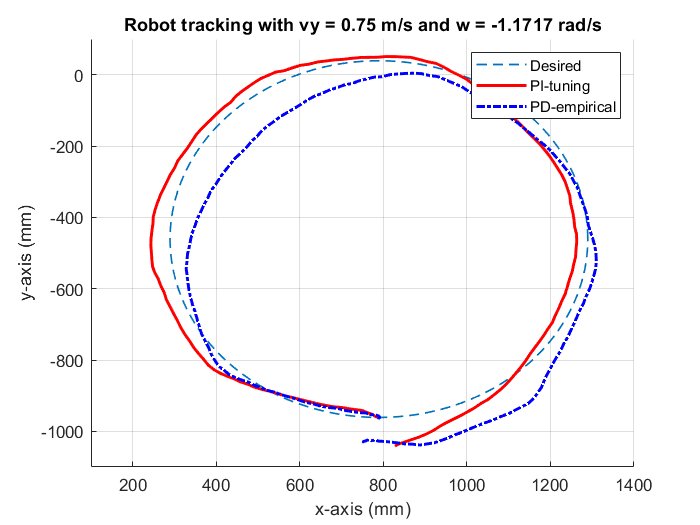 Robot tracking with vy = 0.75 m/s and w = -1.1717 rad/s
Desired
PI-tuning
PD-empirical
y-axis (mm)
0
-200
-400
-600
-800
-1000
200
400
600
800
1000
1200
1400
x-axis (mm)